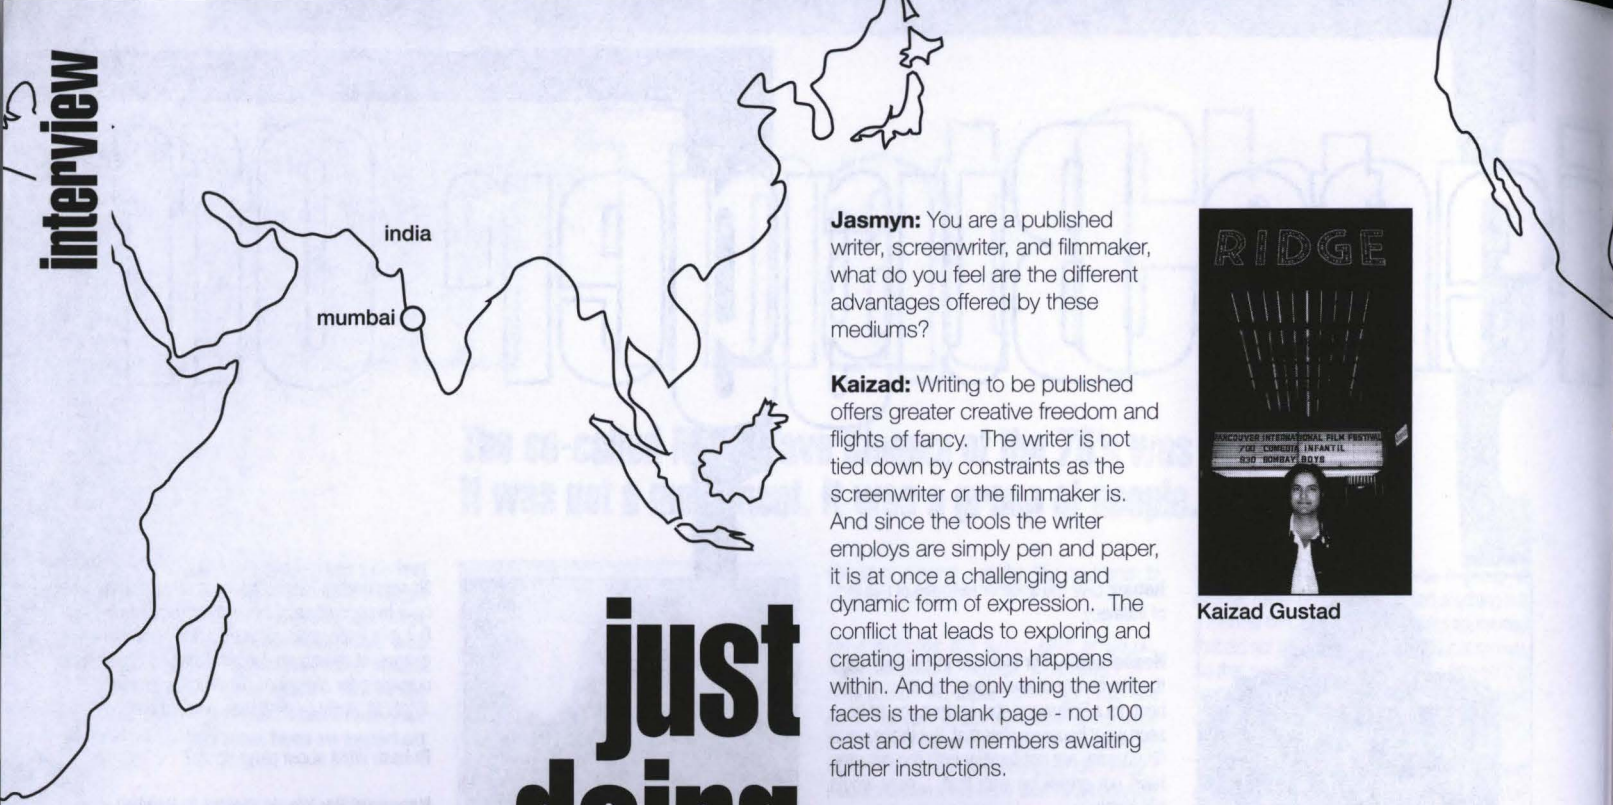 interview
india
mumbai
just
doing
Jasmyn: You are a published
writer, screenwriter, and filmmaker,
what do you feel are the different
advantages offered by these
mediums?
Kaizad: Writing to be published
offers greater creative freedom and
flights of fancy. The writer is not
tied down by constraints as the
screenwriter or the filmmaker is.
And since the tools the writer
employs are simply pen and paper,
it is at once a challenging and
dynamic form of expression. The
conflict that leads to exploring and
creating impressions happens
within. And the only thing the writer
faces is the blank page - not 100
cast and crew members awaiting
further instructions.
RIDGE
VANCOUVER INTERNATIONAL FILM FESTIVAL
700 COMEDIA INFANTIL
930 BOMBAY BOYS
Kaizad Gustad